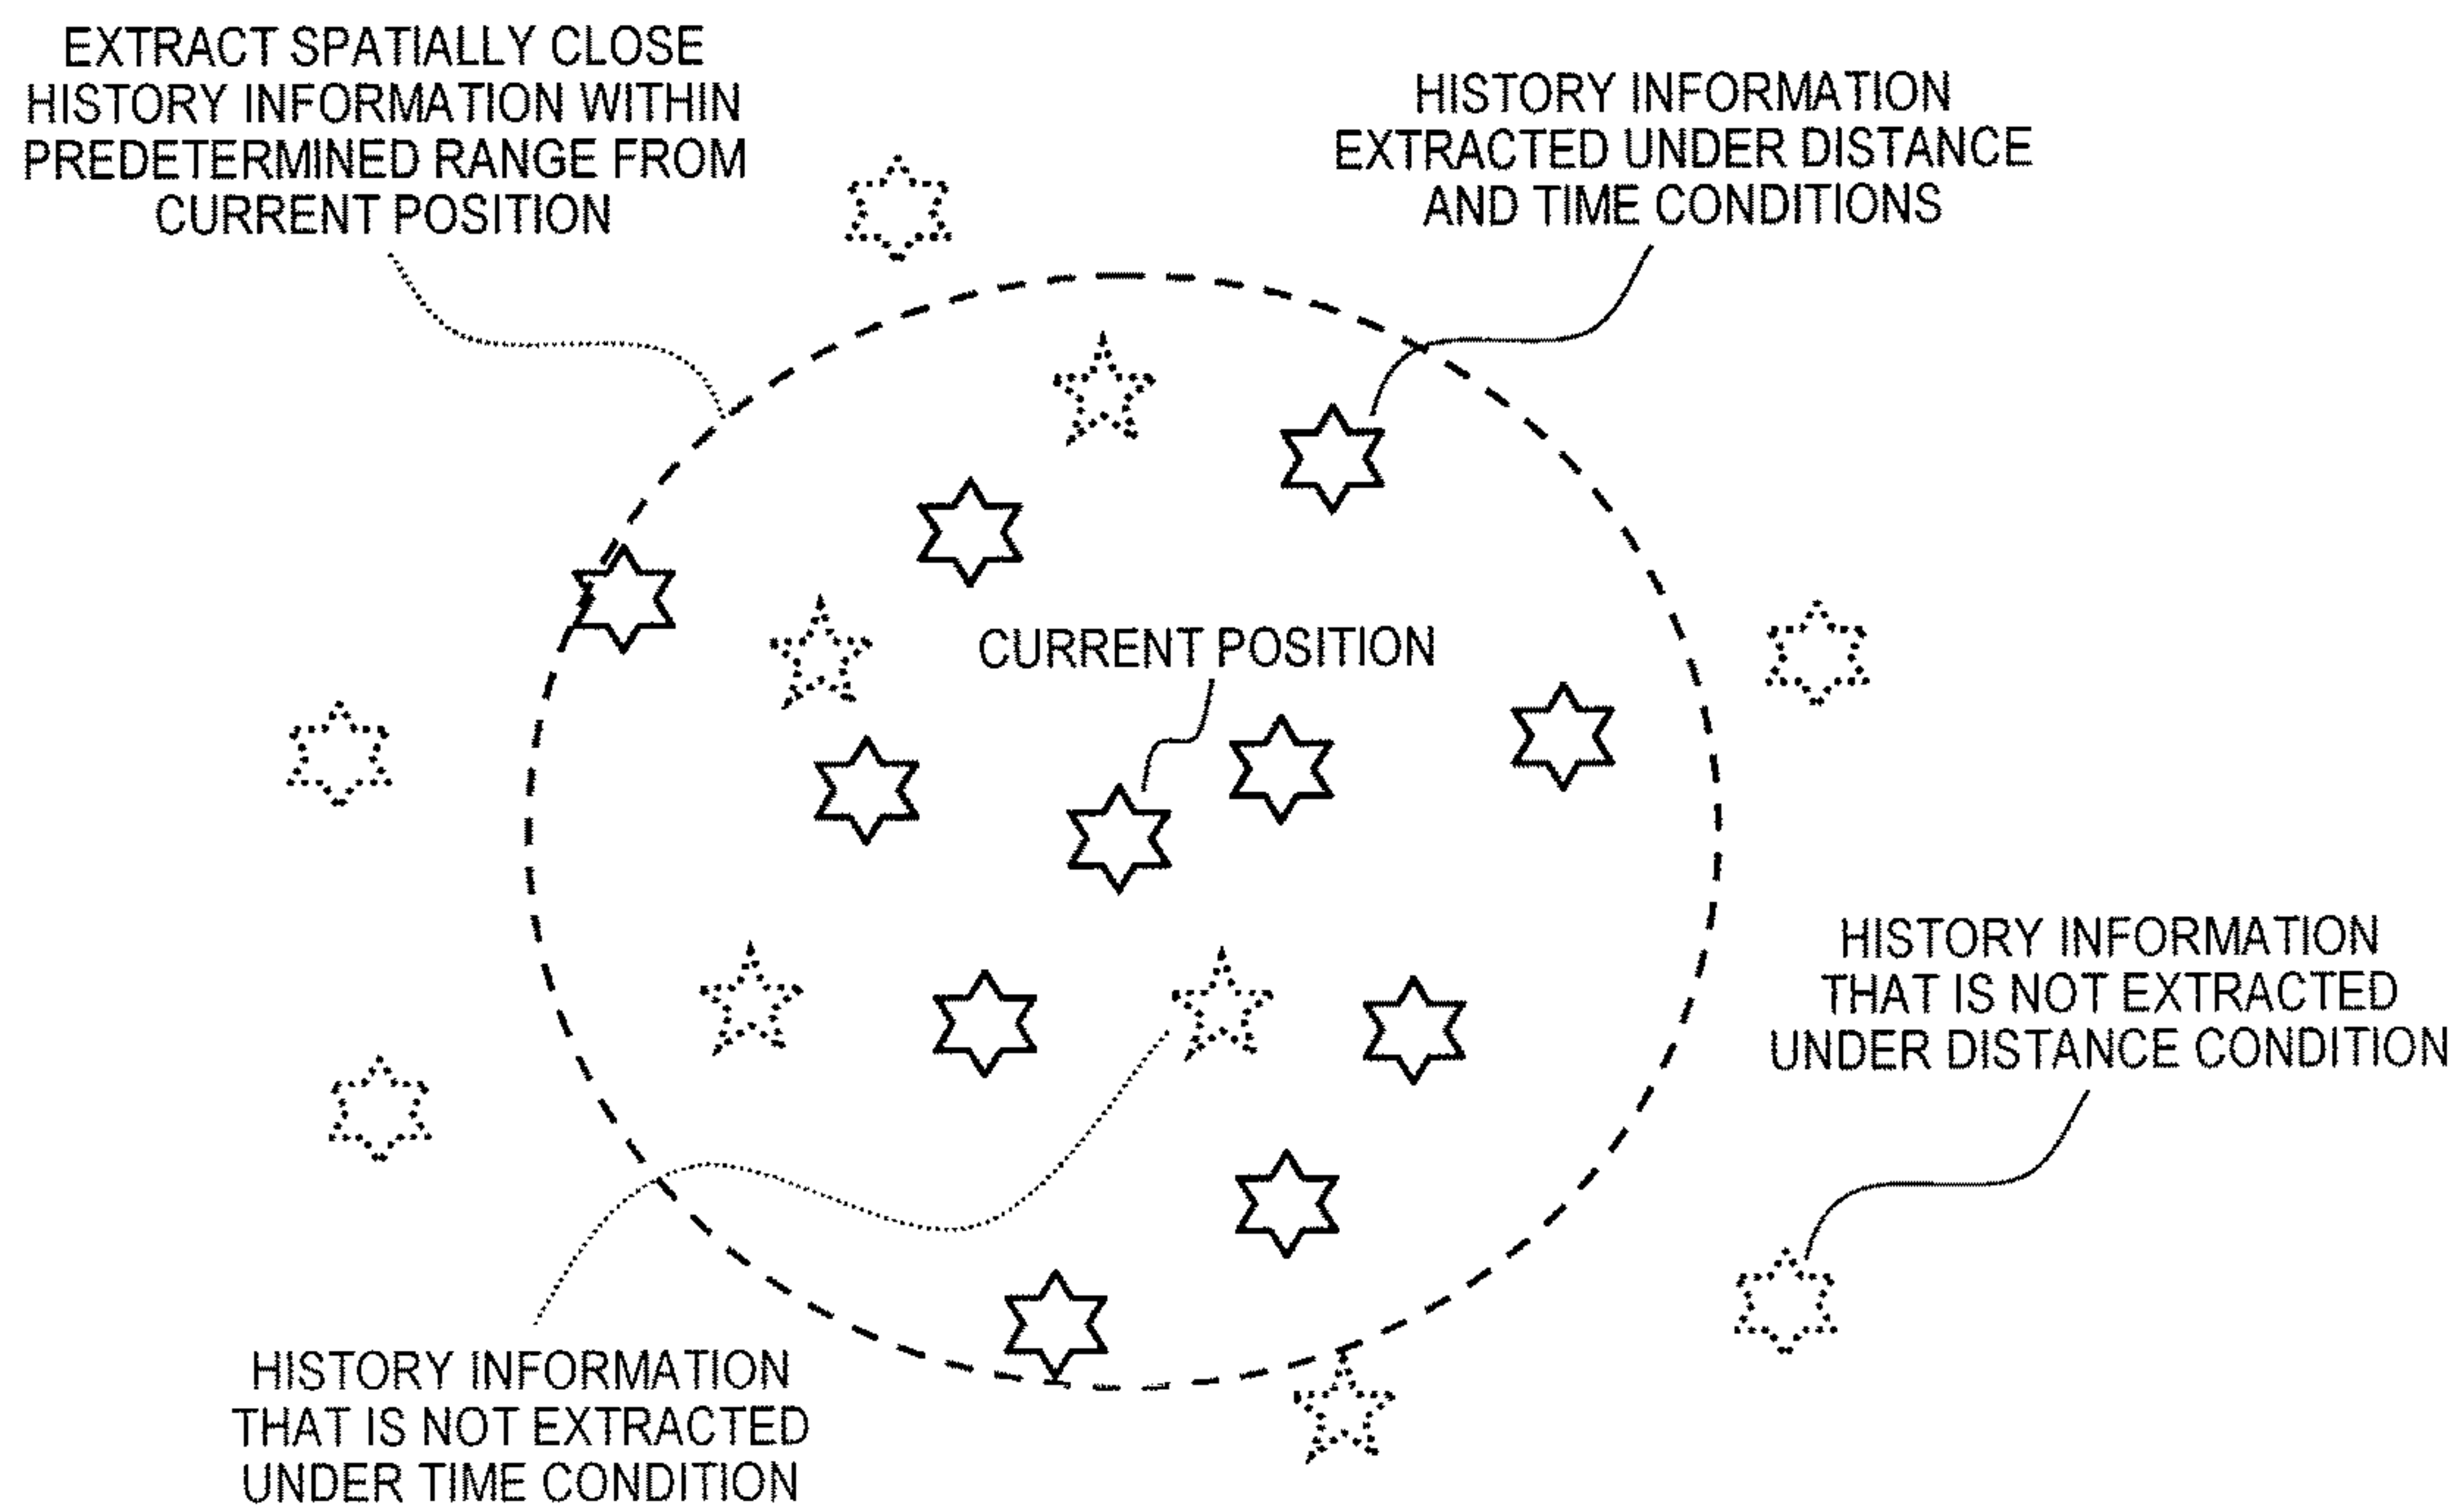 EXTRACT SPATIALLY CLOSE
HISTORY INFORMATION WITHIN
PREDETERMINED RANGE FROM
CURRENT POSITION
HISTORY INFORMATION
EXTRACTED UNDER DISTANCE
AND TIME CONDITIONS
CURRENT POSITION
HISTORY INFORMATION
THAT IS NOT EXTRACTED
UNDER DISTANCE CONDITION
HISTORY INFORMATION
THAT IS NOT EXTRACTED
UNDER TIME CONDITION